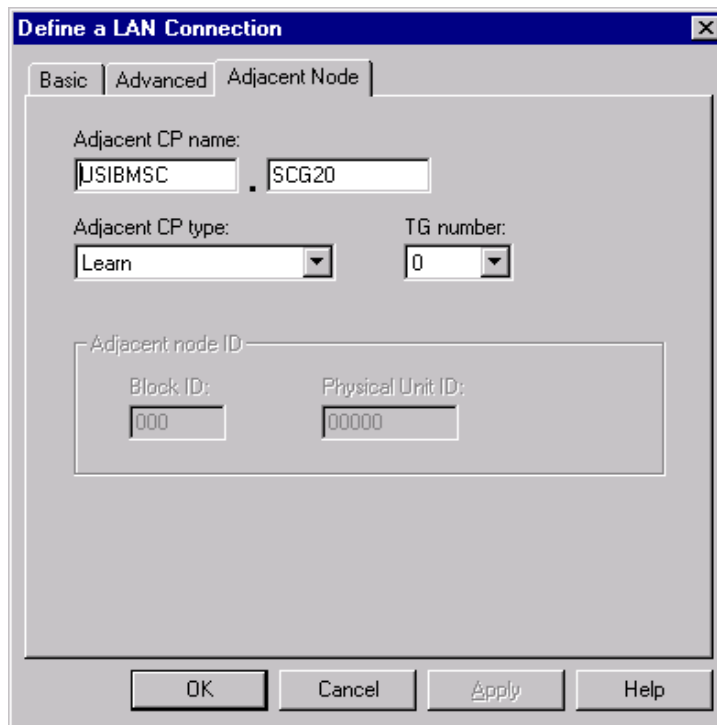 Define a LAN Connection
Basic Advanced Adjacent Node
Adjacent CP name:
USIBMSC . SCG20
Adjacent CP type: TG number:
Learn 0
Adjacent node ID
Block ID: Physical Unit ID:
000 00000
OK Cancel Apply Help